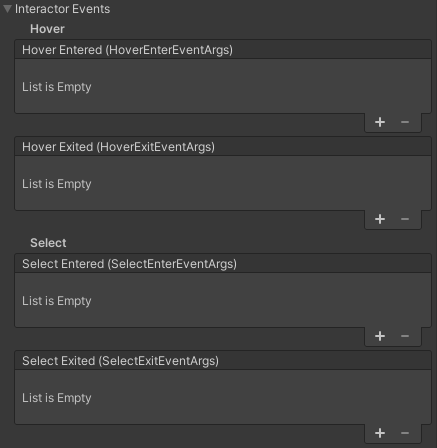 Interactor Events
Hover
Hover Entered (HoverEnterEventArgs)
List is Empty
+ −
Hover Exited (HoverExitEventArgs)
List is Empty
+ −
Select
Select Entered (SelectEnterEventArgs)
List is Empty
+ −
Select Exited (SelectExitEventArgs)
List is Empty
+ −